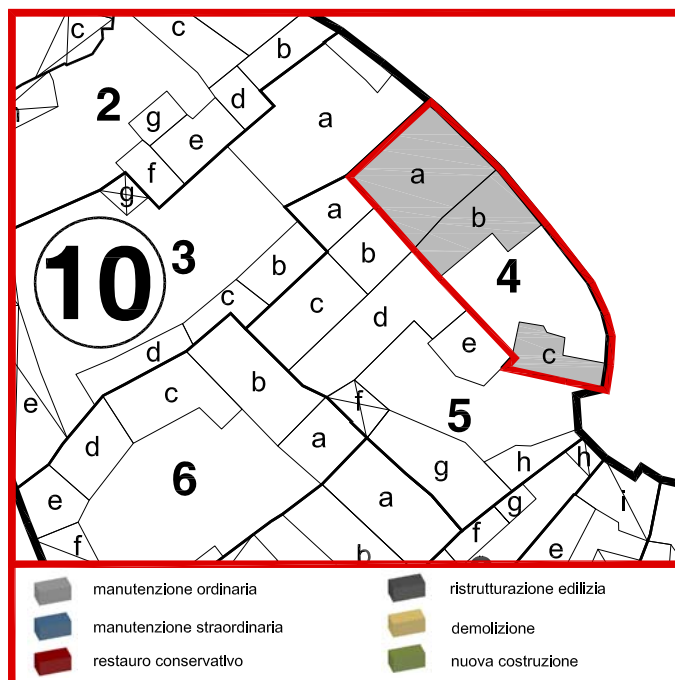 c
c
b
2
d
a
g
e
a
f
g
a
b
10
3
b
b
4
c
c
d
d
e
c
c
b
e
f
5
a
d
g
h
h
6
e
a
g
i
f
f
b
e
manutenzione ordinaria
ristrutturazione edilizia
manutenzione straordinaria
demolizione
restauro conservativo
nuova costruzione